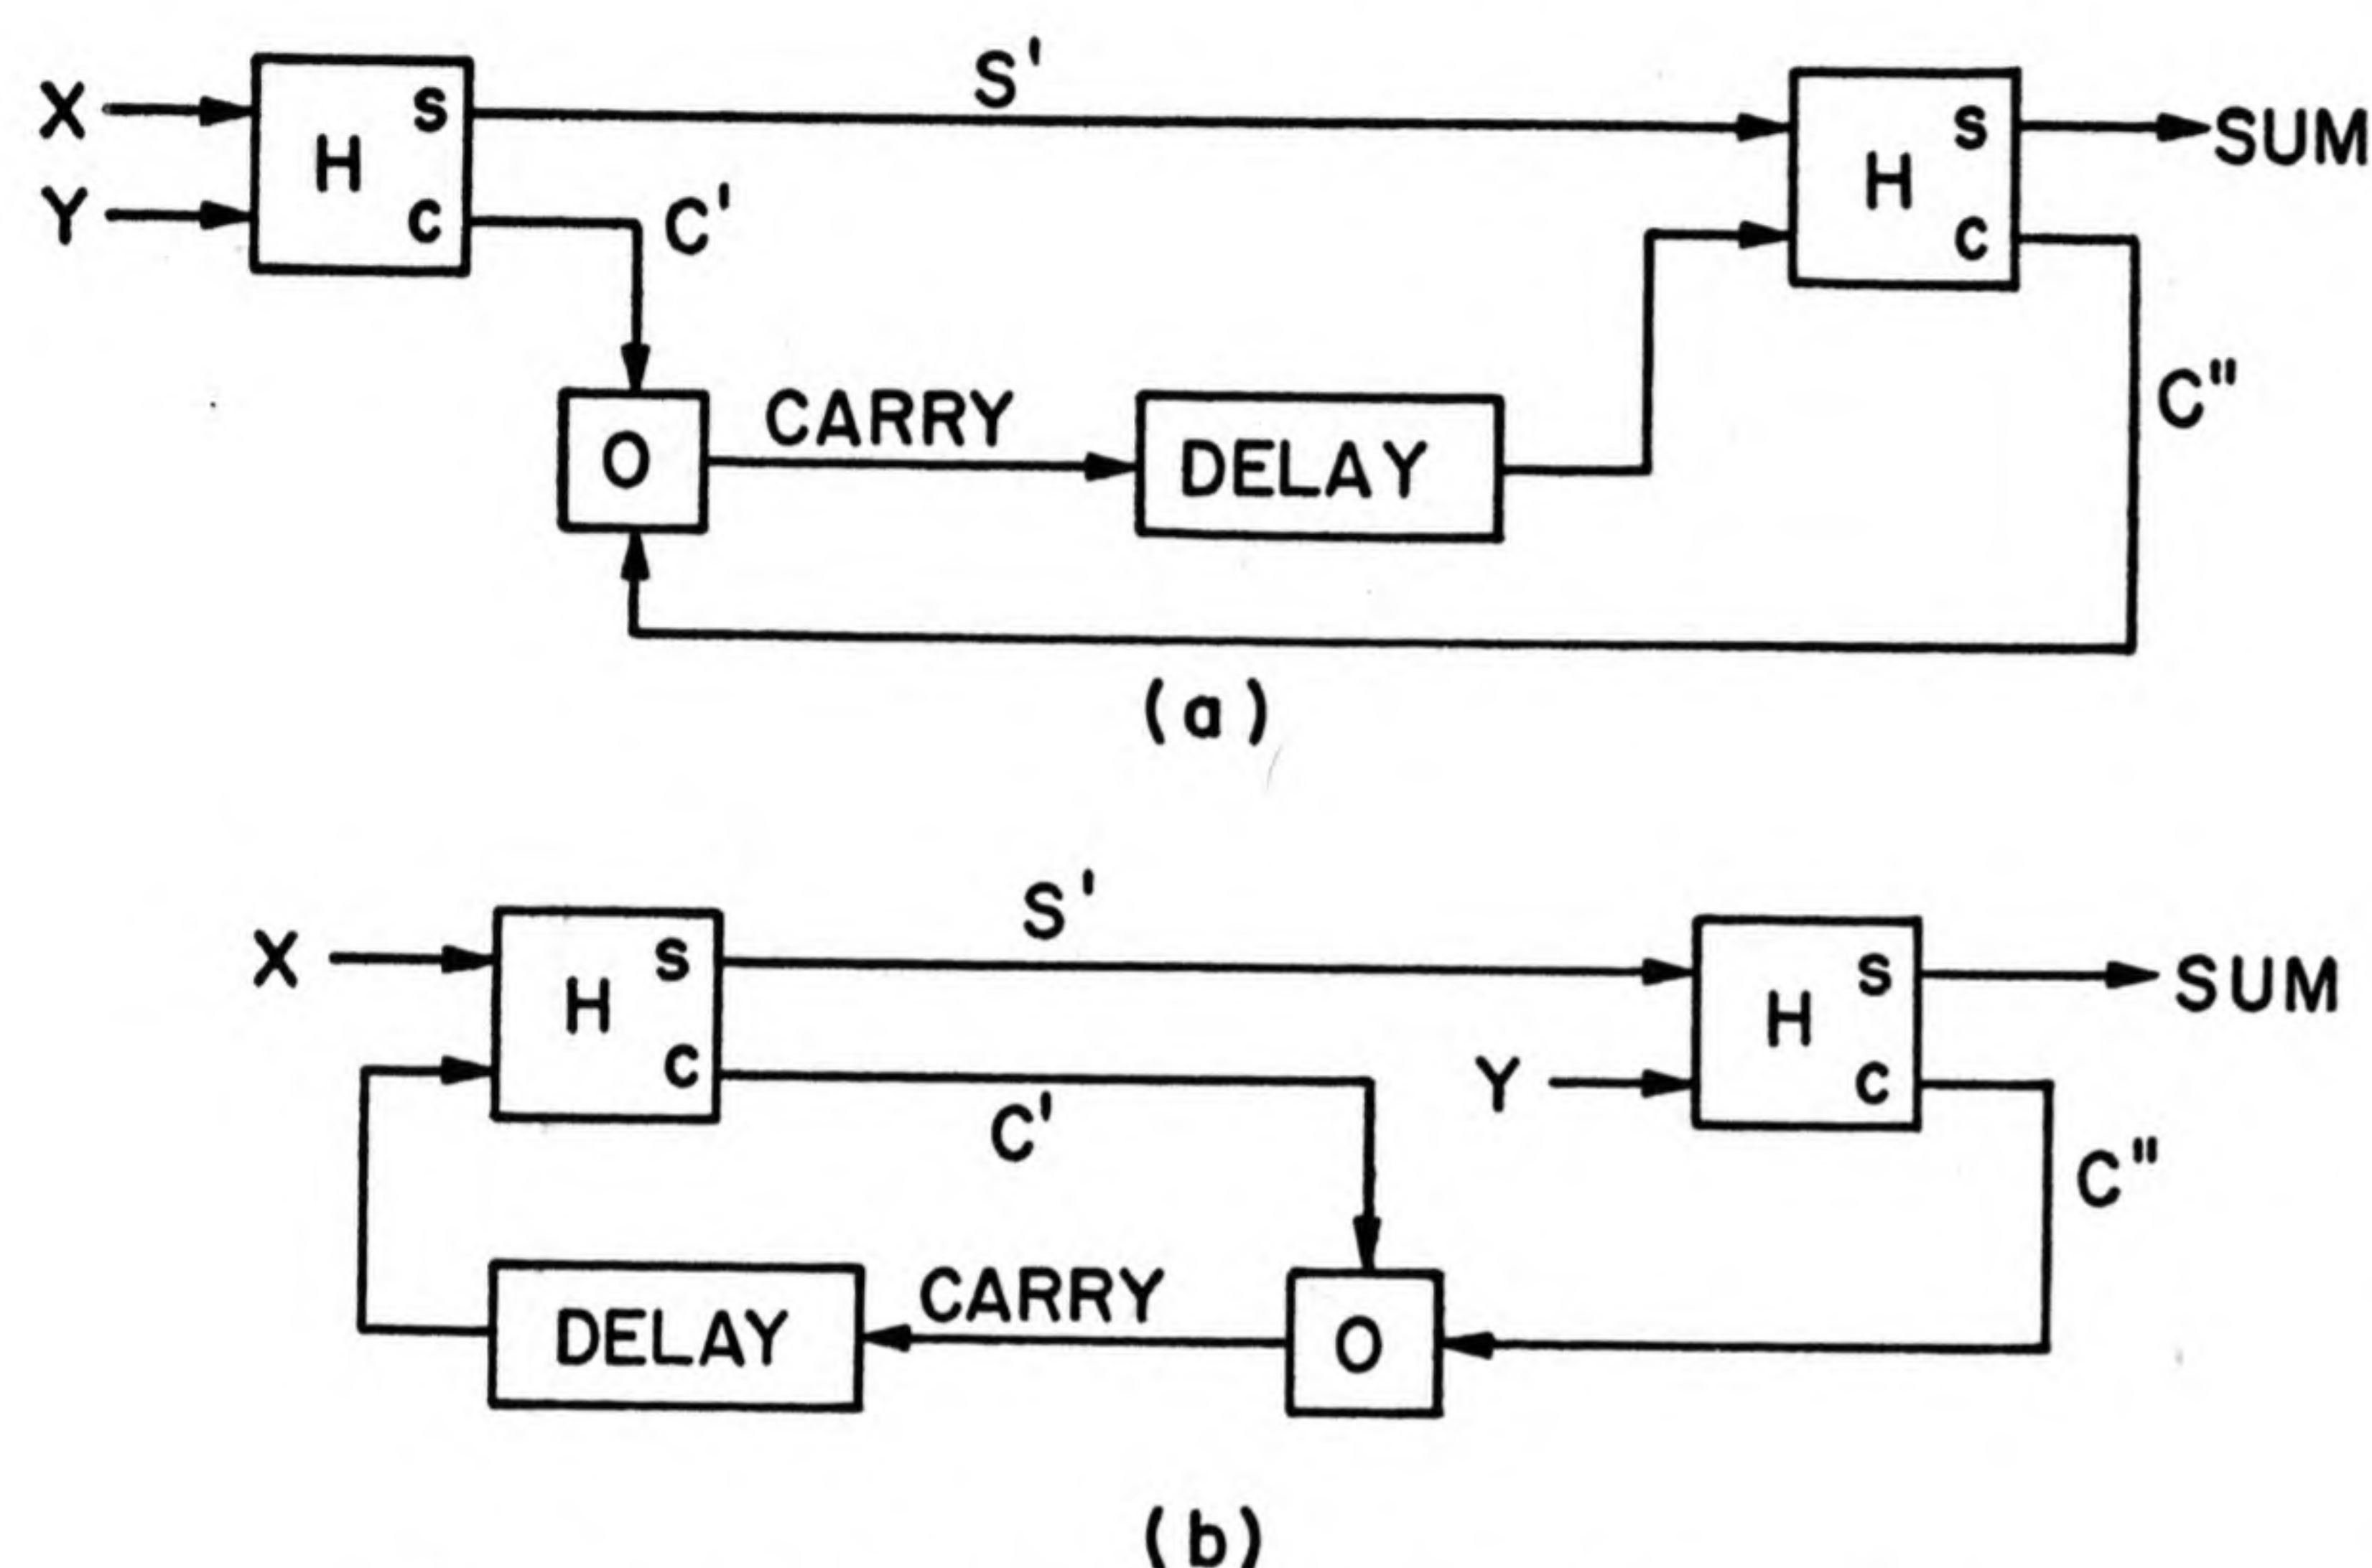 S'
X H S H S SUM
Y C C' C
C"
O CARRY DELAY
(a)
S'
X H S H S SUM
C Y C
C' C"
DELAY CARRY O
(b)